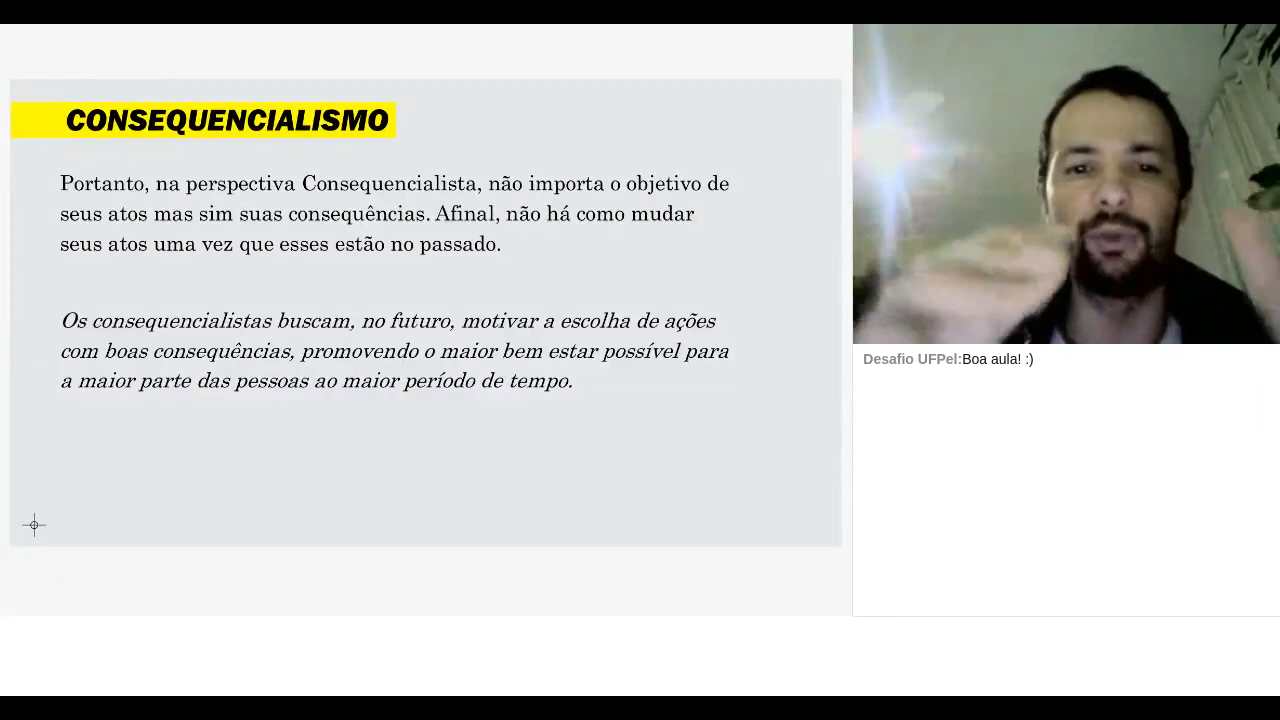 CONSEQUENCIALISMO
Portanto, na perspectiva Consequencialista, não importa o objetivo de
seus atos mas sim suas consequências. Afinal, não há como mudar
seus atos uma vez que esses estão no passado.
Os consequencialistas buscam, no futuro, motivar a escolha de ações
com boas consequências, promovendo o maior bem estar possível para
a maior parte das pessoas ao maior período de tempo.
Desafio UFPel:Boa aula! :)